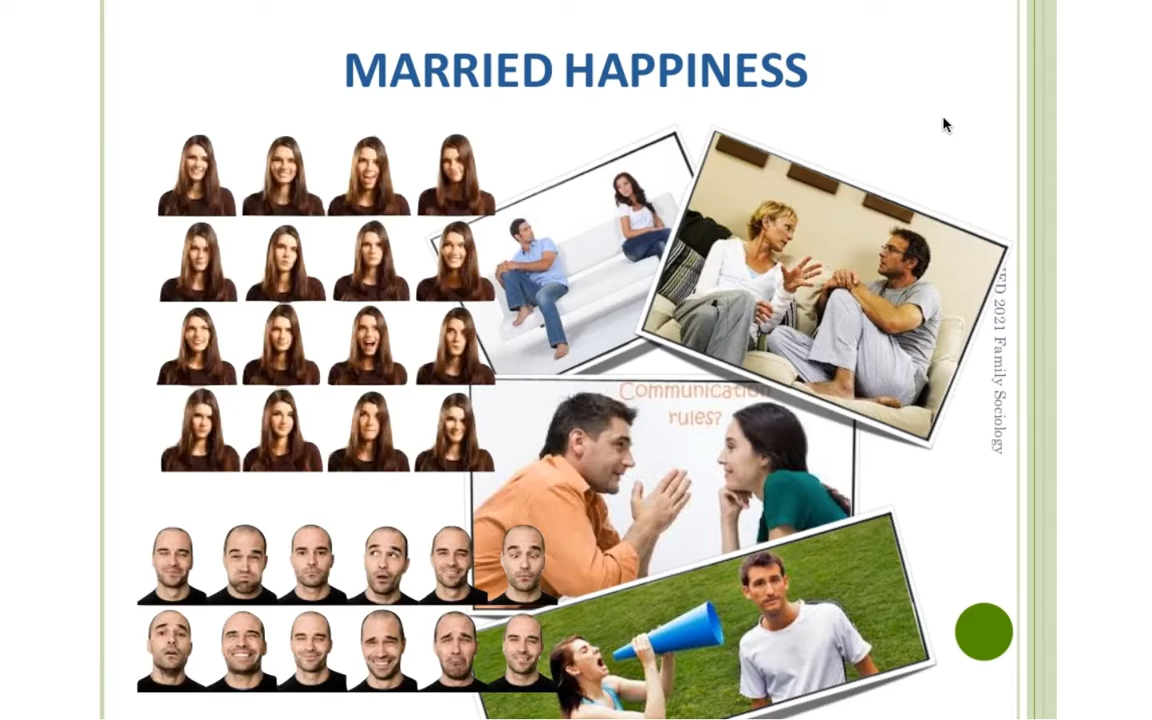 MARRIED HAPPINESS
Communication
rules?
2021 Family Sociology